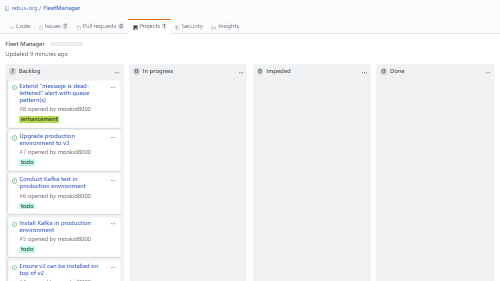 rebus-org / FleetManager
Code Issues 7 Pull requests 0 Projects 1 Security Insights
Fleet Manager
Updated 9 minutes ago
7 Backlog ...
Extend "message is dead-
lettered" alert with queue
pattern(s)
#8 opened by mookid8000
enhancement
Upgrade production
environment to v3
#7 opened by mookid8000
todo
Conduct Kafka test in
production environment
#6 opened by mookid8000
todo
Install Kafka in production
environment
#5 opened by mookid8000
todo
Ensure v3 can be installed on
top of v2
0 In progress ...
0 Impeded ...
0 Done ...